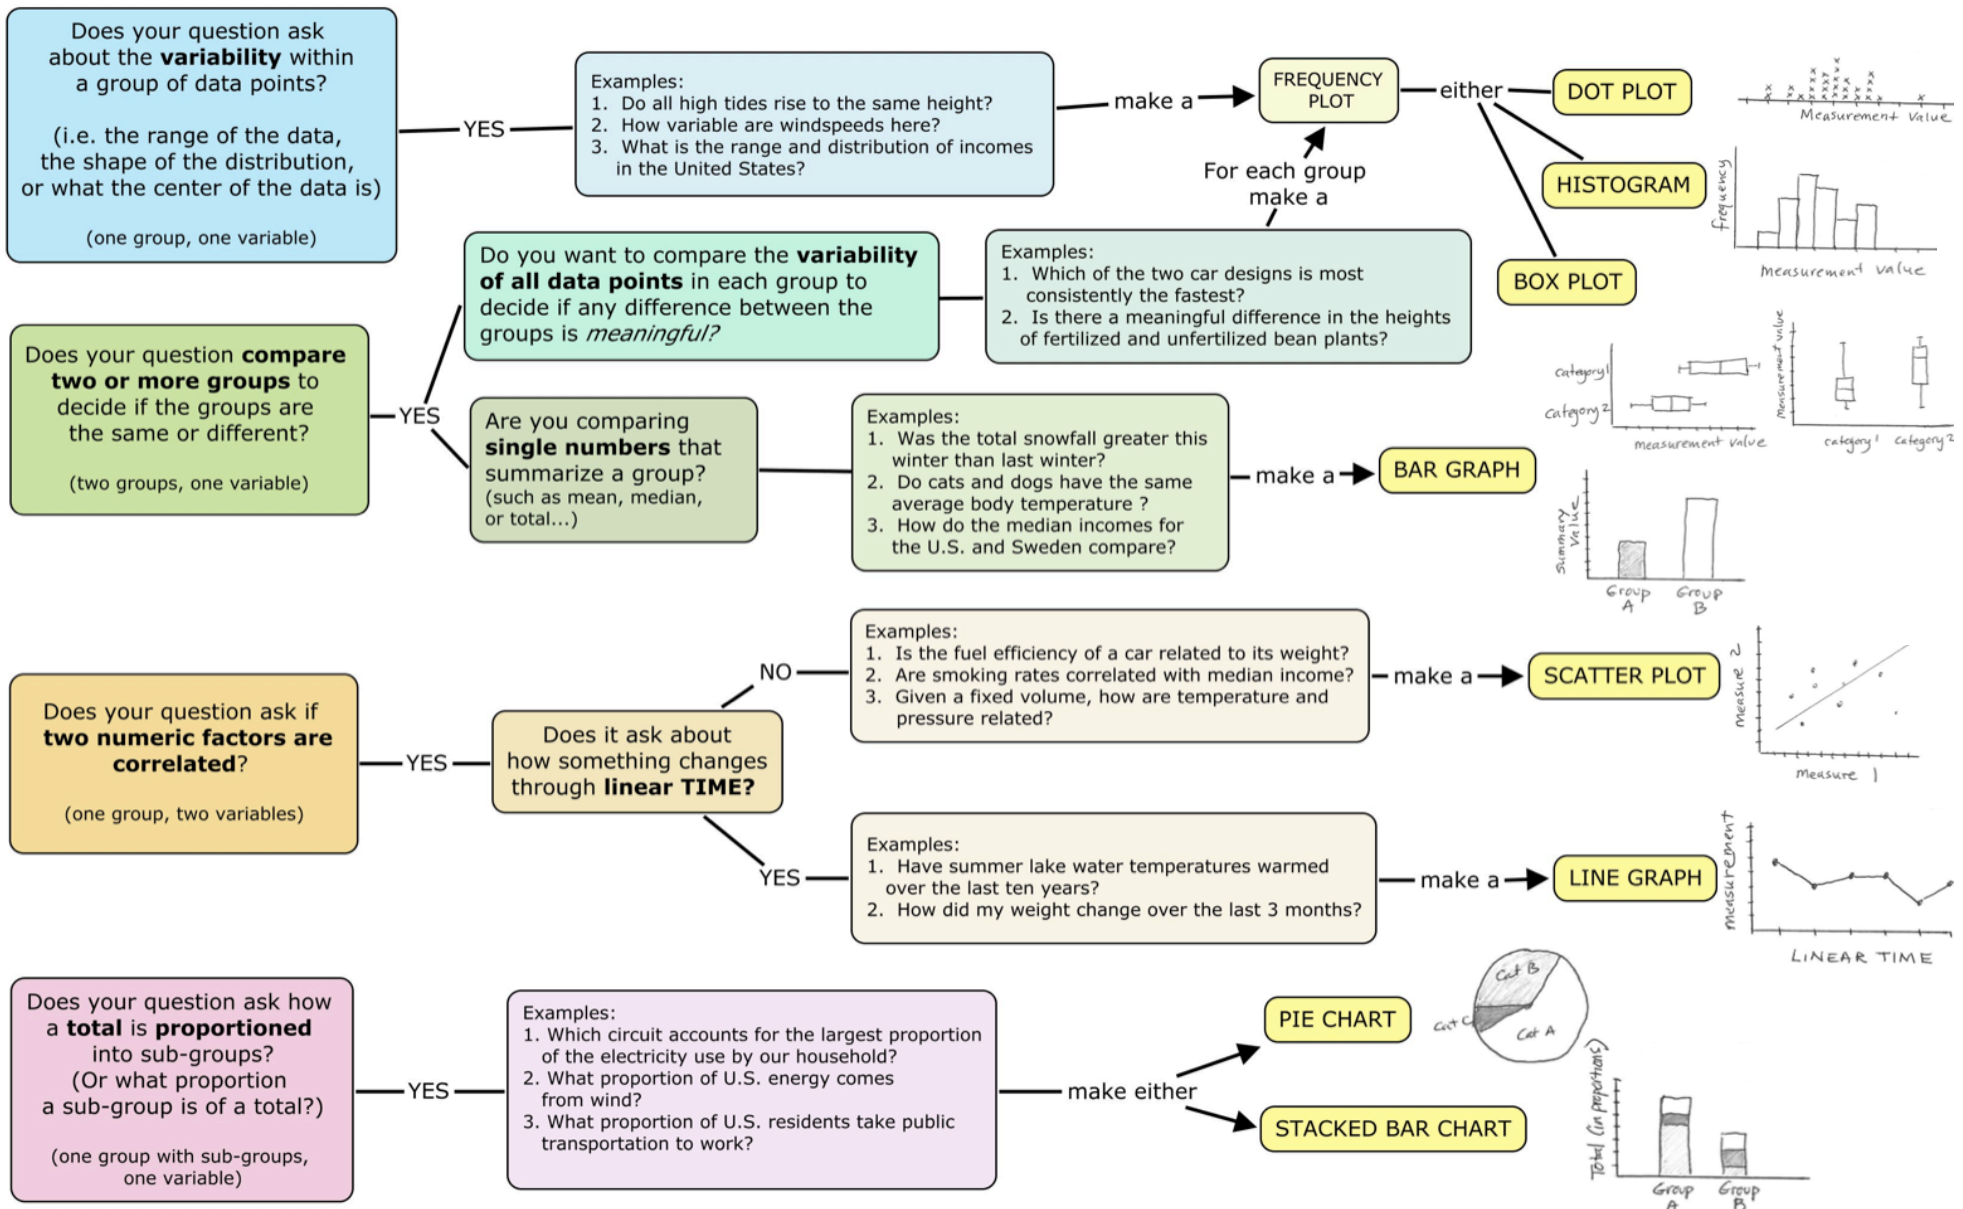 Does your question ask
about the variability within
a group of data points?
(i.e. the range of the data,
the shape of the distribution,
or what the center of the data is)
(one group, one variable)
YES
Examples:
1. Do all high tides rise to the same height?
2. How variable are windspeeds here?
3. What is the range and distribution of incomes
in the United States?
make a
FREQUENCY
PLOT
either
DOT PLOT
HISTOGRAM
BOX PLOT
Measurement Value
frequency
measurement value
Does your question compare
two or more groups to
decide if the groups are
the same or different?
(two groups, one variable)
YES
Do you want to compare the variability
of all data points in each group to
decide if any difference between the
groups is meaningful?
Examples:
1. Which of the two car designs is most
consistently the fastest?
2. Is there a meaningful difference in the heights
of fertilized and unfertilized bean plants?
For each group
make a
category1
category2
measurement value
measurement value
category1 category2
Are you comparing
single numbers that
summarize a group?
(such as mean, median,
or total...)
Examples:
1. Was the total snowfall greater this
winter than last winter?
2. Do cats and dogs have the same
average body temperature ?
3. How do the median incomes for
the U.S. and Sweden compare?
make a
BAR GRAPH
summary
value
Group
A
Group
B
Does your question ask if
two numeric factors are
correlated?
(one group, two variables)
YES
Does it ask about
how something changes
through linear TIME?
NO
Examples:
1. Is the fuel efficiency of a car related to its weight?
2. Are smoking rates correlated with median income?
3. Given a fixed volume, how are temperature and
pressure related?
make a
SCATTER PLOT
measure 2
measure 1
YES
Examples:
1. Have summer lake water temperatures warmed
over the last ten years?
2. How did my weight change over the last 3 months?
make a
LINE GRAPH
measurement
LINEAR TIME
Does your question ask how
a total is proportioned
into sub-groups?
(Or what proportion
a sub-group is of a total?)
(one group with sub-groups,
one variable)
YES
Examples:
1. Which circuit accounts for the largest proportion
of the electricity use by our household?
2. What proportion of U.S. energy comes
from wind?
3. What proportion of U.S. residents take public
transportation to work?
make either
PIE CHART
Cat B
Cat C
Cat A
STACKED BAR CHART
Total (in proportions)
Group
A
Group
B